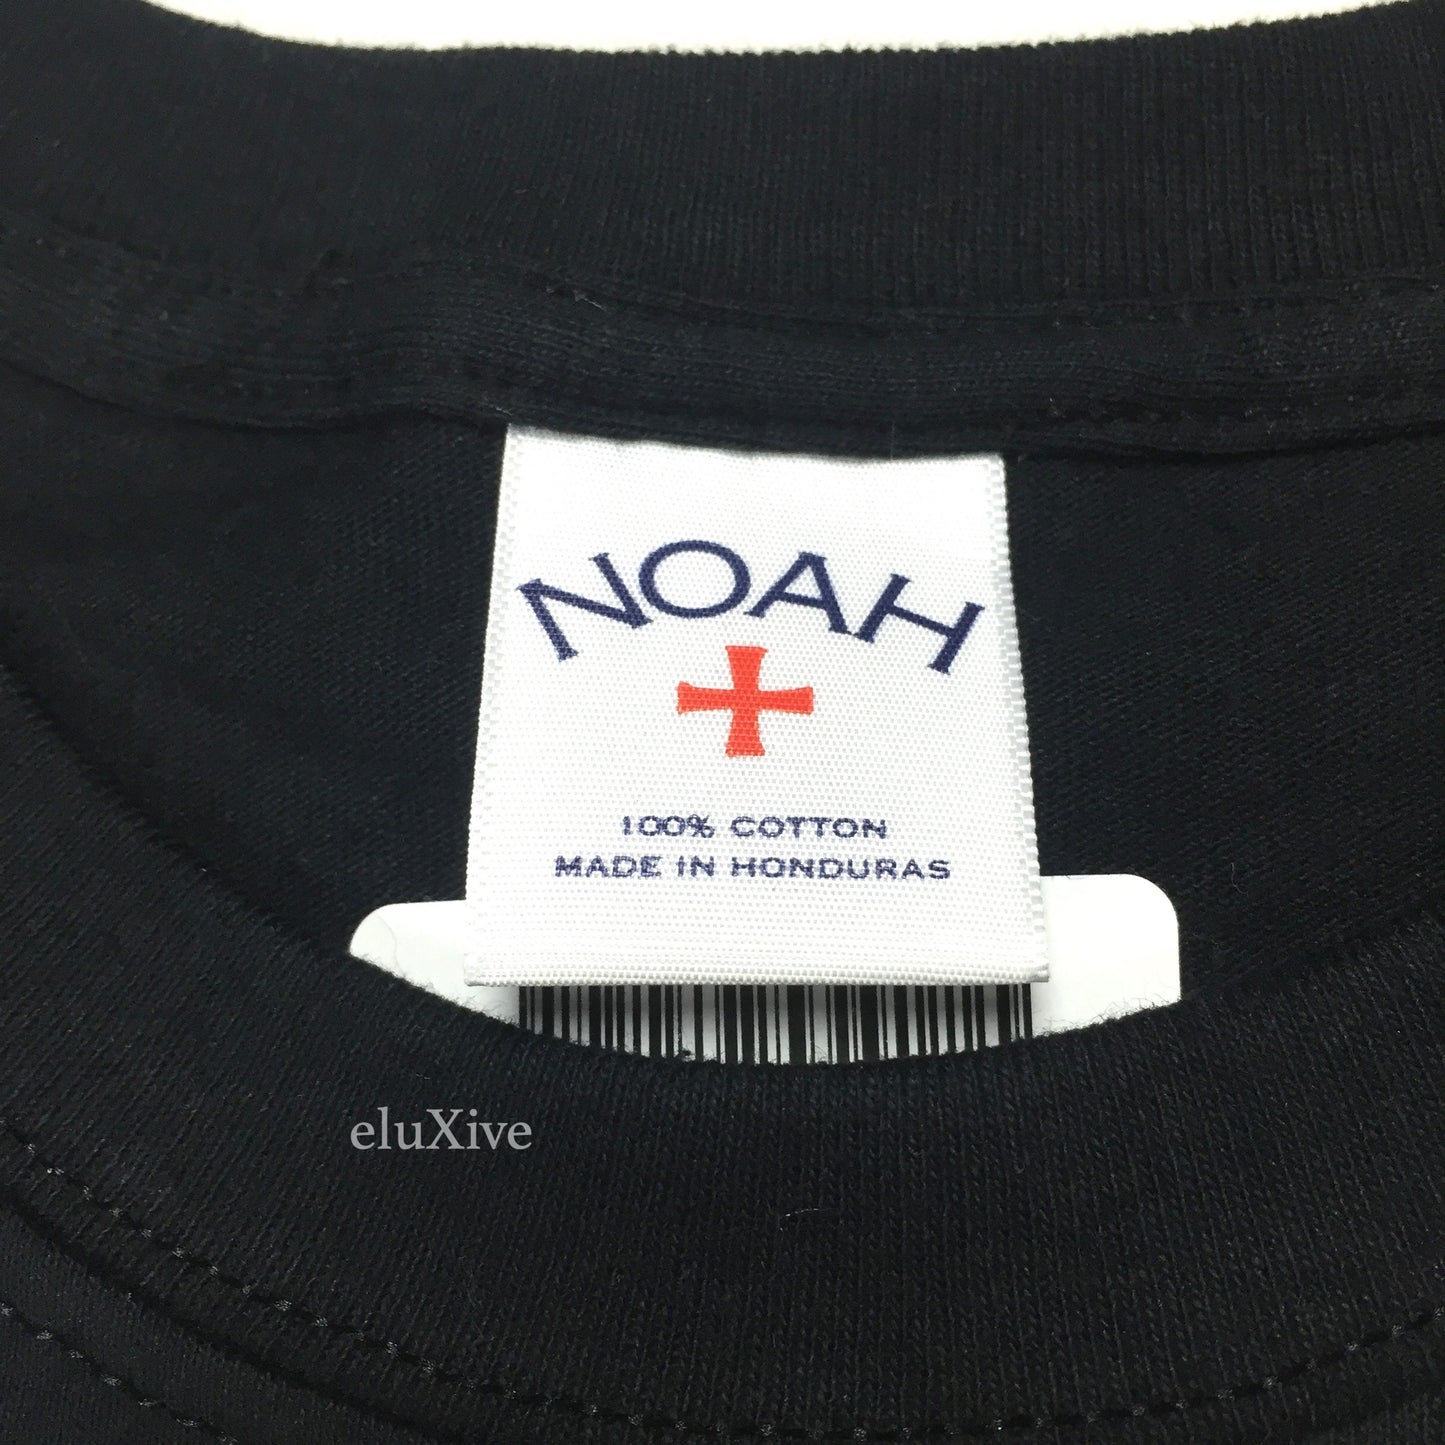 NOAH
100% COTTON
MADE IN HONDURAS
eluXive